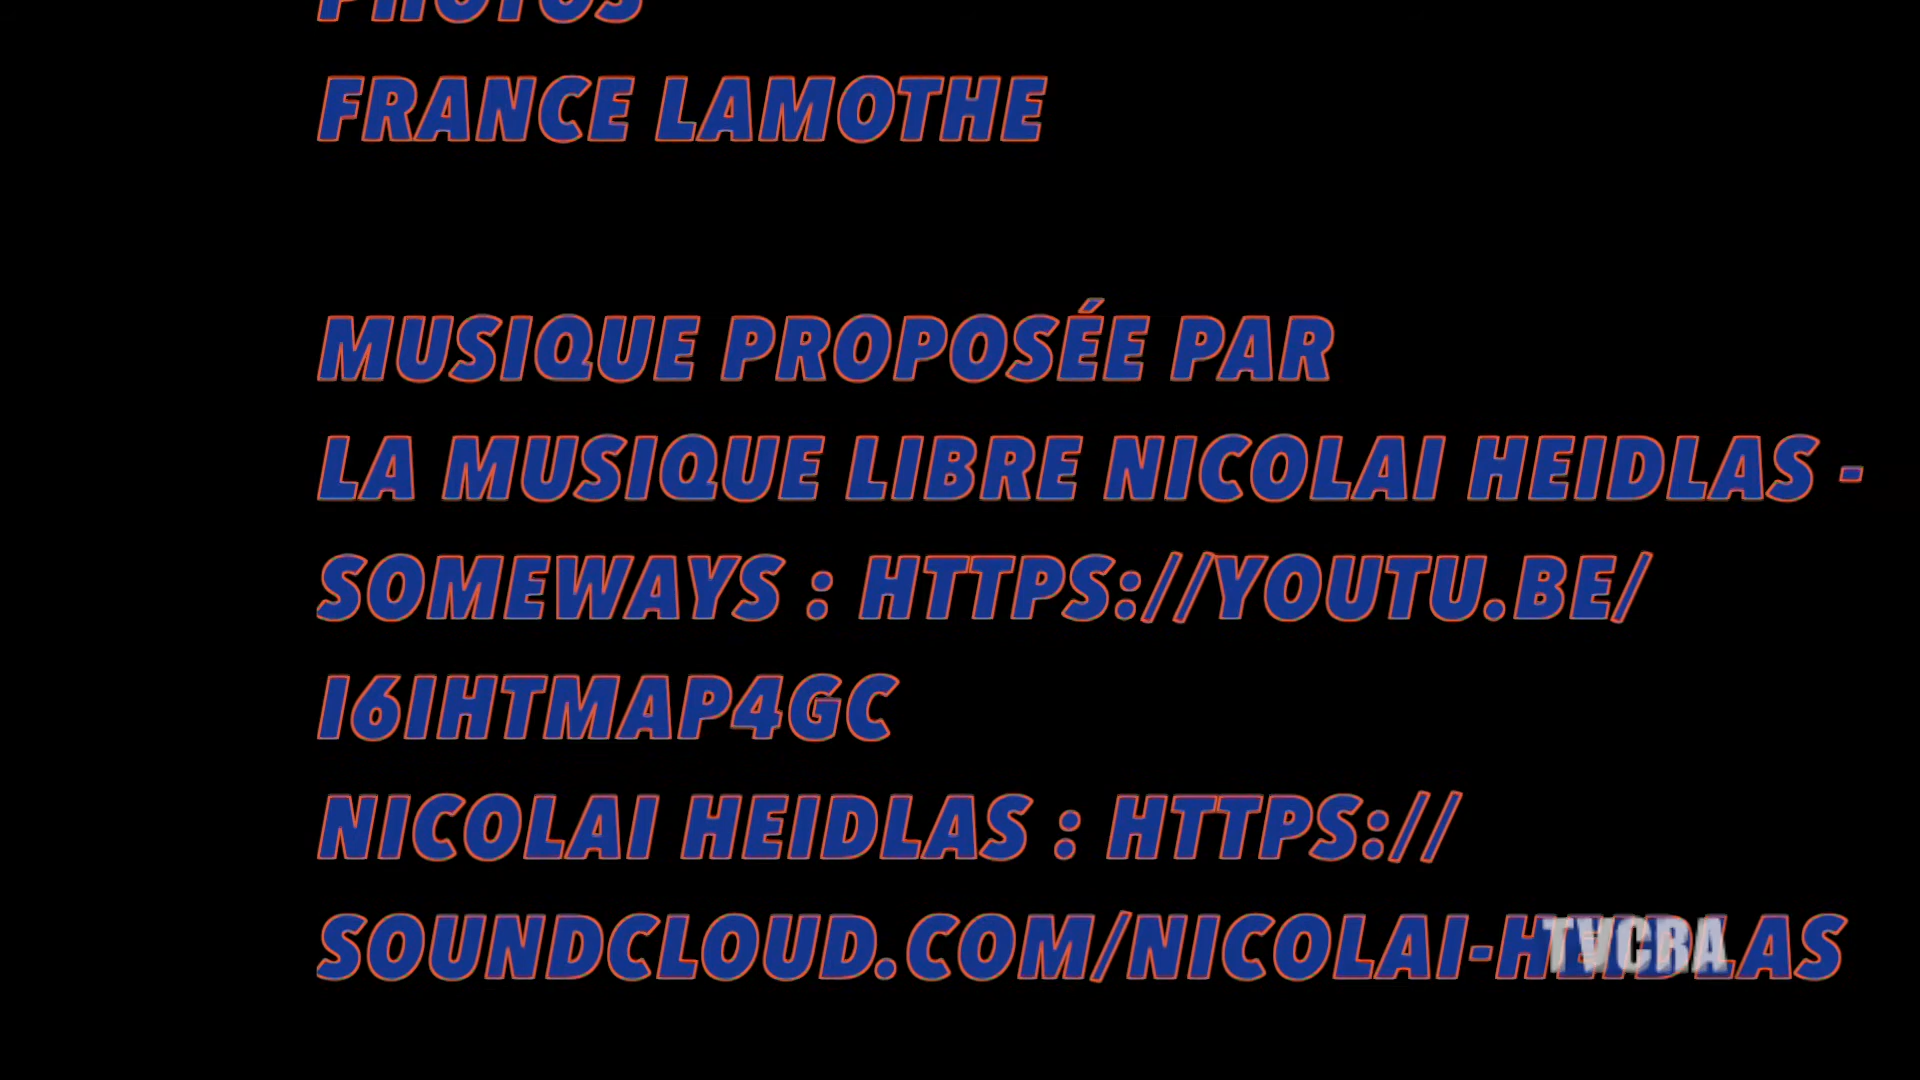 PHOTOS
FRANCE LAMOTHE
MUSIQUE PROPOSÉE PAR
LA MUSIQUE LIBRE NICOLAI HEIDLAS -
SOMEWAYS : HTTPS://YOUTU.BE/
I6IHTMAP4GC
NICOLAI HEIDLAS : HTTPS://
SOUNDCLOUD.COM/NICOLAI-HEIDLAS
TVCRA